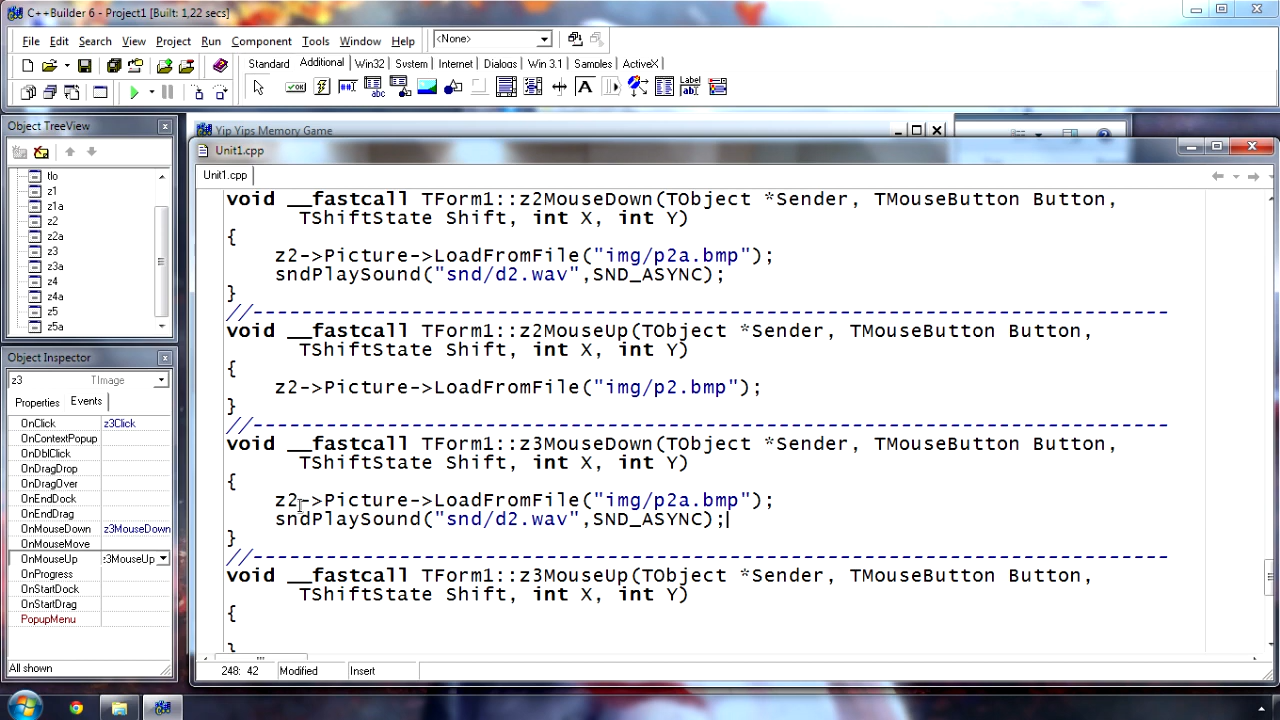 C++Builder 6 - Project1 [Built: 1,22 secs]
File Edit Search View Project Run Component Tools Window Help
<None>
Standard Additional Win32 System Internet Dialogs Win 3.1 Samples ActiveX
Object TreeView
tlo
z1
z1a
z2
z2a
z3
z3a
z4
z4a
z5
z5a
Object Inspector
z3 TImage
Properties Events
OnClick z3Click
OnContextPopup
OnDblClick
OnDragDrop
OnDragOver
OnEndDock
OnEndDrag
OnMouseDown z3MouseDown
OnMouseMove
OnMouseUp z3MouseUp
OnProgress
OnStartDock
OnStartDrag
PopupMenu
All shown
Yip Yips Memory Game
Unit1.cpp
Unit1.cpp
void __fastcall TForm1::z2MouseDown(TObject *Sender, TMouseButton Button,
TShiftState Shift, int X, int Y)
{
z2->Picture->LoadFromFile("img/p2a.bmp");
sndPlaySound("snd/d2.wav",SND_ASYNC);
}
//---------------------------------------------------------------------------
void __fastcall TForm1::z2MouseUp(TObject *Sender, TMouseButton Button,
TShiftState Shift, int X, int Y)
{
z2->Picture->LoadFromFile("img/p2.bmp");
}
//---------------------------------------------------------------------------
void __fastcall TForm1::z3MouseDown(TObject *Sender, TMouseButton Button,
TShiftState Shift, int X, int Y)
{
z2->Picture->LoadFromFile("img/p2a.bmp");
sndPlaySound("snd/d2.wav",SND_ASYNC);
}
//---------------------------------------------------------------------------
void __fastcall TForm1::z3MouseUp(TObject *Sender, TMouseButton Button,
TShiftState Shift, int X, int Y)
{
}
248: 42 Modified Insert